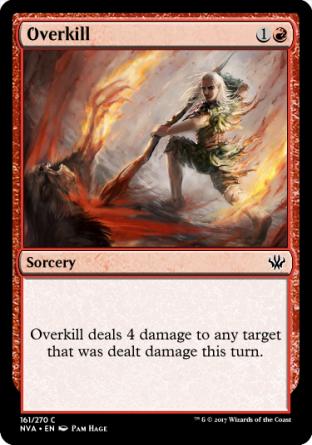 Overkill 1
Sorcery
Overkill deals 4 damage to any target
that was dealt damage this turn.
161/270 C
NVA • EN Pam Hage
™ & © 2017 Wizards of the Coast